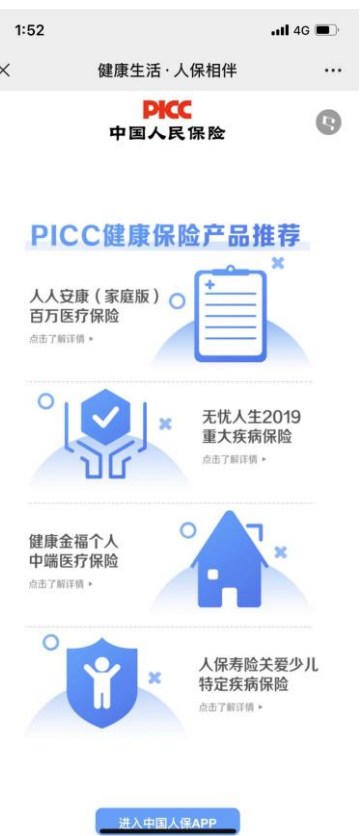 1:52
4G
健康生活 · 人保相伴
PICC
中国人民保险
PICC健康保险产品推荐
人人安康（家庭版）
百万医疗保险
点击了解详情
无忧人生2019
重大疾病保险
点击了解详情
健康金福个人
中端医疗保险
点击了解详情
人保寿险关爱少儿
特定疾病保险
点击了解详情
进入中国人保APP